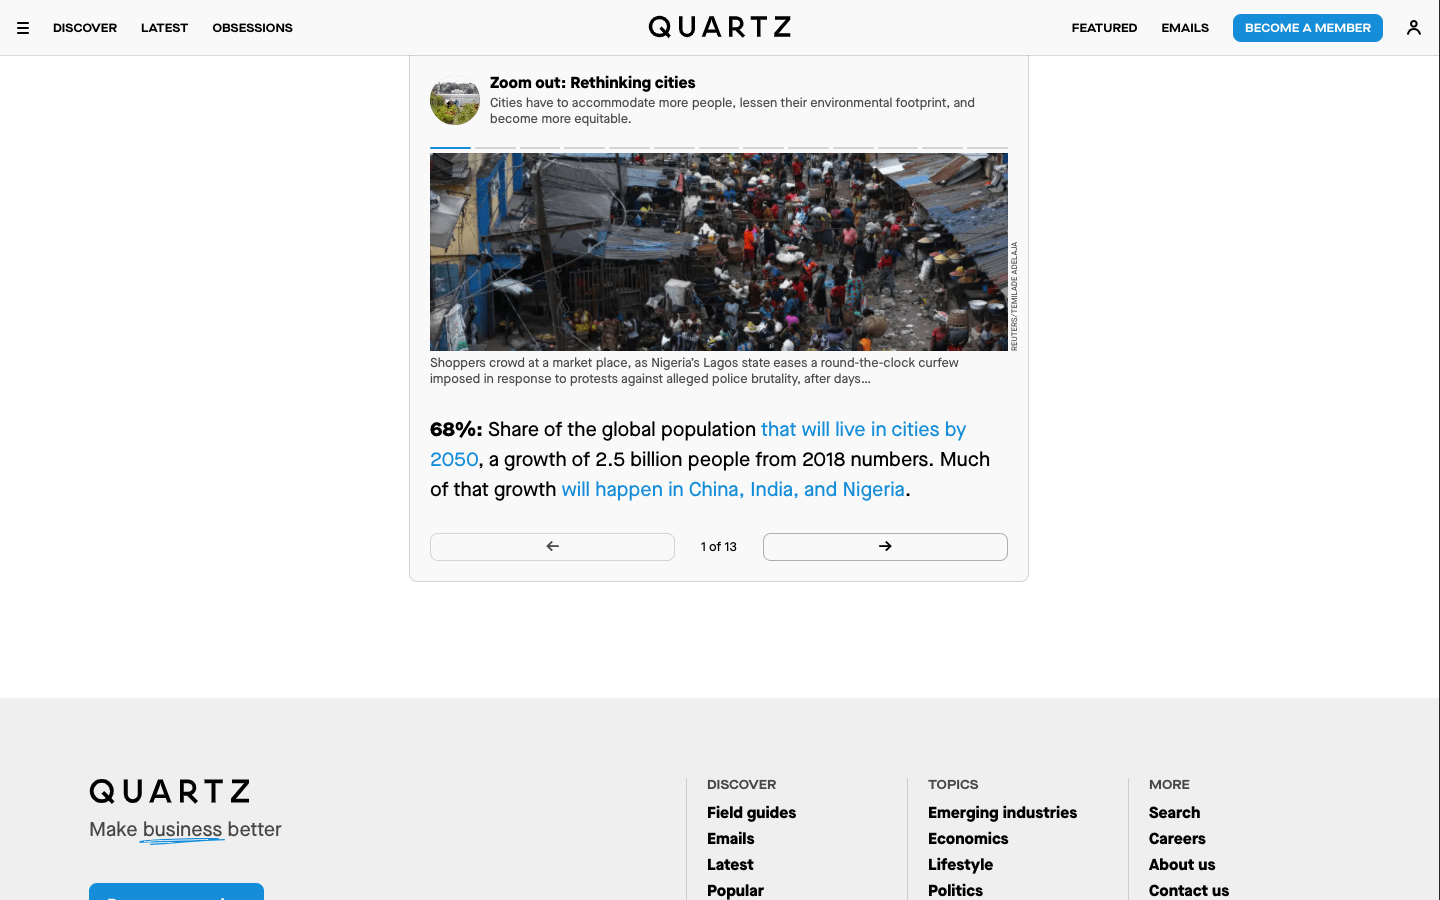 DISCOVER LATEST OBSESSIONS QUARTZ FEATURED EMAILS BECOME A MEMBER
Zoom out: Rethinking cities
Cities have to accommodate more people, lessen their environmental footprint, and
become more equitable.
REUTERS/TEMILADE ADELAJA
Shoppers crowd at a market place, as Nigeria's Lagos state eases a round-the-clock curfew
imposed in response to protests against alleged police brutality, after days...
68%: Share of the global population that will live in cities by
2050, a growth of 2.5 billion people from 2018 numbers. Much
of that growth will happen in China, India, and Nigeria.
1 of 13
QUARTZ
Make business better
DISCOVER
Field guides
Emails
Latest
Popular
TOPICS
Emerging industries
Economics
Lifestyle
Politics
MORE
Search
Careers
About us
Contact us